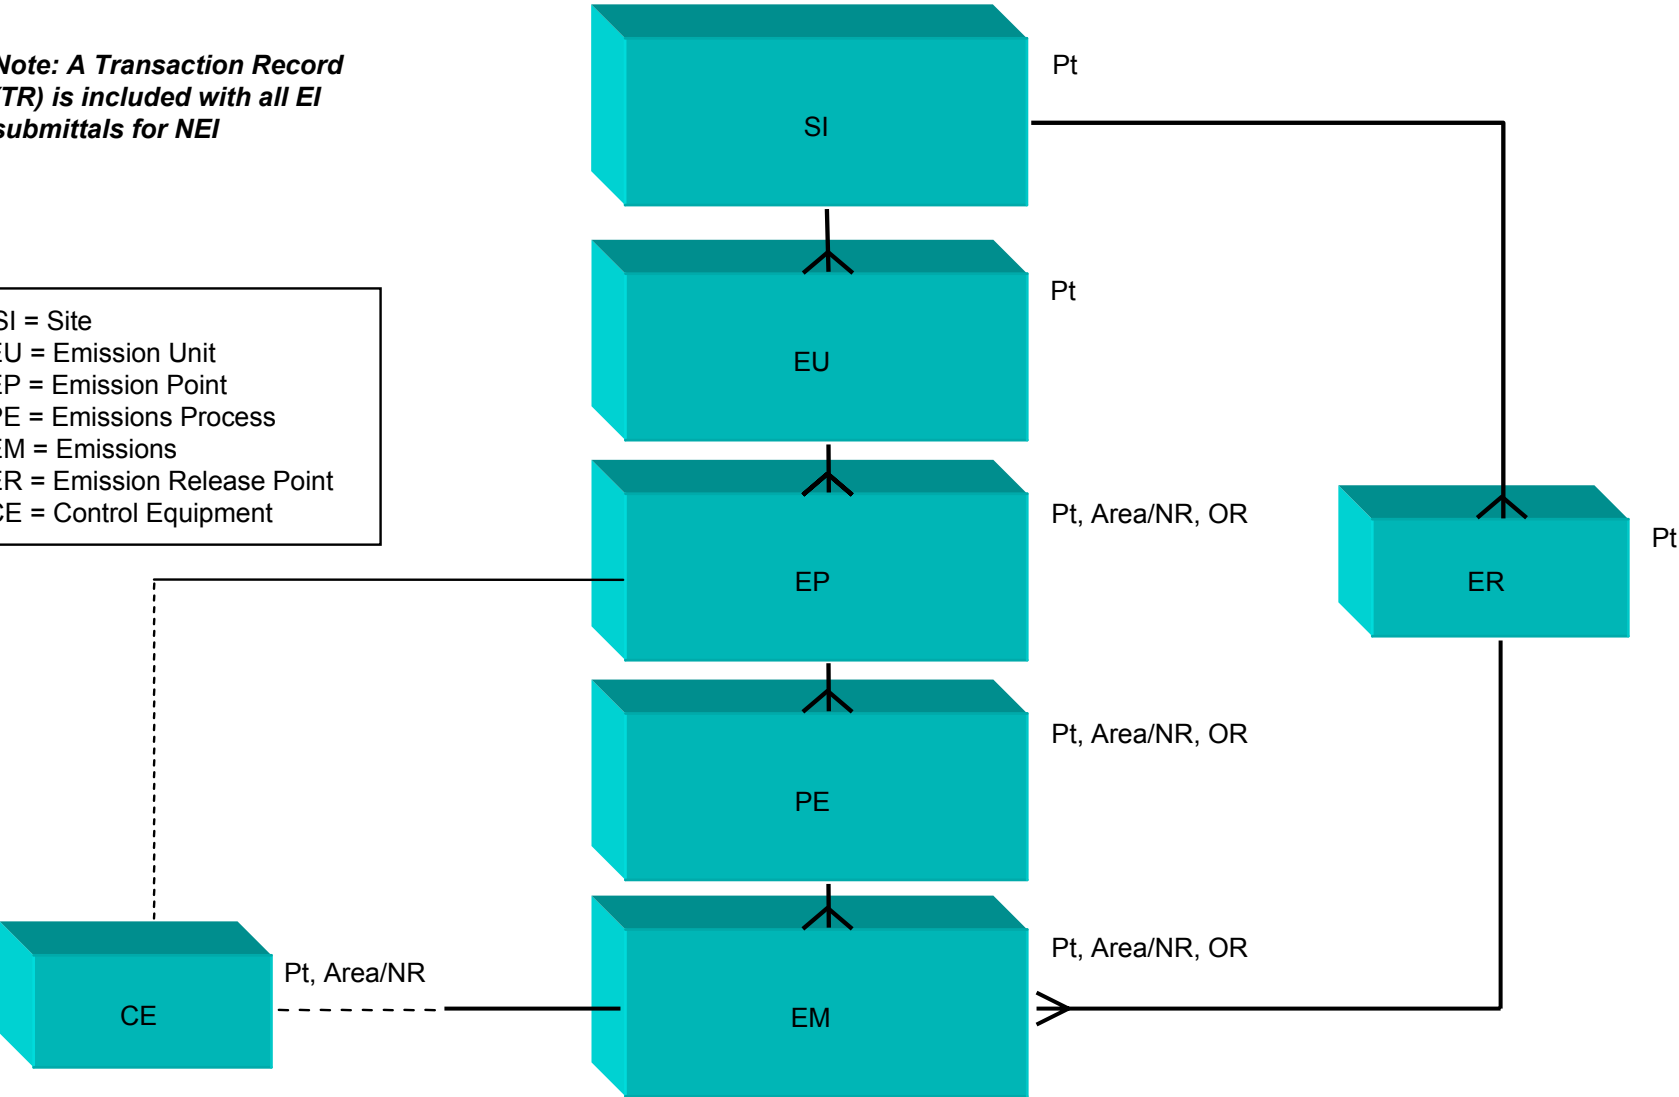 Note: A Transaction Record
(TR) is included with all EI
submittals for NEI
Pt
SI
Pt
SI = Site
EU = Emission Unit
EP = Emission Point
PE = Emissions Process
EM = Emissions
ER = Emission Release Point
CE = Control Equipment
EU
Pt, Area/NR, OR
Pt
EP
ER
Pt, Area/NR, OR
PE
Pt, Area/NR, OR
Pt, Area/NR
CE
EM